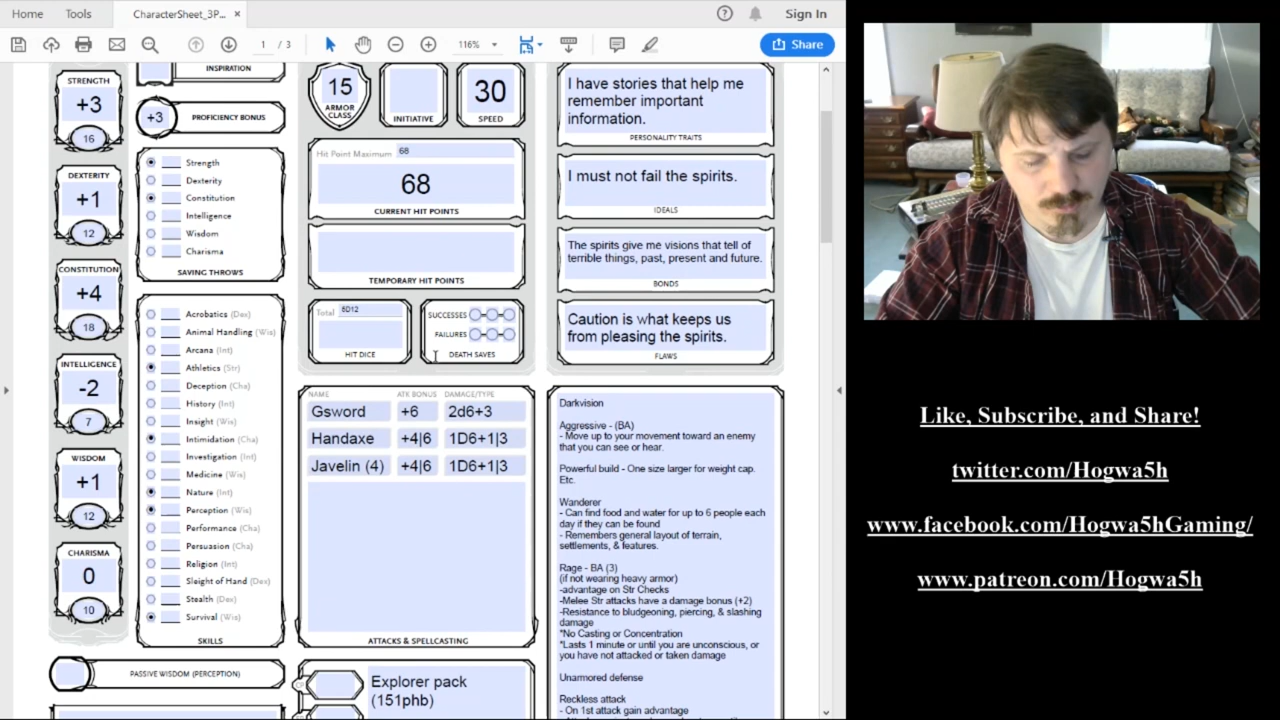 Home
Tools
CharacterSheet_3P...
×
Sign In
1 / 3
116%
Share
STRENGTH
+3
16
DEXTERITY
+1
12
CONSTITUTION
+4
18
INTELLIGENCE
-2
7
WISDOM
+1
12
CHARISMA
0
10
INSPIRATION
+3
PROFICIENCY BONUS
Strength
Dexterity
Constitution
Intelligence
Wisdom
Charisma
SAVING THROWS
Acrobatics (Dex)
Animal Handling (Wis)
Arcana (Int)
Athletics (Str)
Deception (Cha)
History (Int)
Insight (Wis)
Intimidation (Cha)
Investigation (Int)
Medicine (Wis)
Nature (Int)
Perception (Wis)
Performance (Cha)
Persuasion (Cha)
Religion (Int)
Sleight of Hand (Dex)
Stealth (Dex)
Survival (Wis)
SKILLS
PASSIVE WISDOM (PERCEPTION)
15
ARMOR
CLASS
INITIATIVE
30
SPEED
Hit Point Maximum 68
68
CURRENT HIT POINTS
TEMPORARY HIT POINTS
Total 6D12
HIT DICE
SUCCESSES
FAILURES
DEATH SAVES
NAME ATK BONUS DAMAGE/TYPE
Gsword +6 2d6+3
Handaxe +4|6 1D6+1|3
Javelin (4) +4|6 1D6+1|3
ATTACKS & SPELLCASTING
Explorer pack
(151phb)
I have stories that help me
remember important
information.
PERSONALITY TRAITS
I must not fail the spirits.
IDEALS
The spirits give me visions that tell of
terrible things, past, present and future.
BONDS
Caution is what keeps us
from pleasing the spirits.
FLAWS
Darkvision
Aggressive - (BA)
- Move up to your movement toward an enemy
that you can see or hear.
Powerful build - One size larger for weight cap.
Etc.
Wanderer
- Can find food and water for up to 6 people each
day if they can be found
- Remembers general layout of terrain,
settlements, & features.
Rage - BA (3)
(if not wearing heavy armor)
-advantage on Str Checks
-Melee Str attacks have a damage bonus (+2)
-Resistance to bludgeoning, piercing, & slashing
damage
*No Casting or Concentration
*Lasts 1 minute or until you are unconscious, or
you have not attacked or taken damage
Unarmored defense
Reckless attack
- On 1st attack gain advantage
Like, Subscribe, and Share!
twitter.com/Hogwa5h
www.facebook.com/Hogwa5hGaming/
www.patreon.com/Hogwa5h